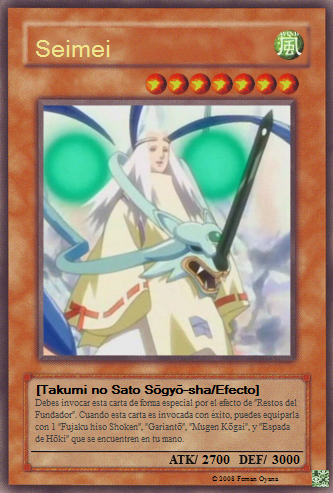 Seimei
風
[Takumi no Sato Sōgyō-sha/Efecto]
Debes invocar esta carta de forma especial por el efecto de "Restos del
Fundador". Cuando esta carta es invocada con éxito, puedes equiparla
con 1 "Fujaku hiso Shoken", "Gariantō", "Mugen Kōgai", y "Espada
de Hōki" que se encuentren en tu mano.
ATK/ 2700 DEF/ 3000
©2008 Fernan Oyana